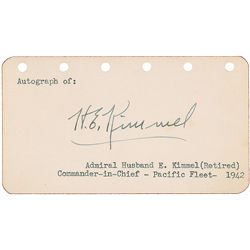 Autograph of:
H.E. Kimmel
Admiral Husband E. Kimmel(Retired)
Commander-in-Chief - Pacific Fleet- 1942